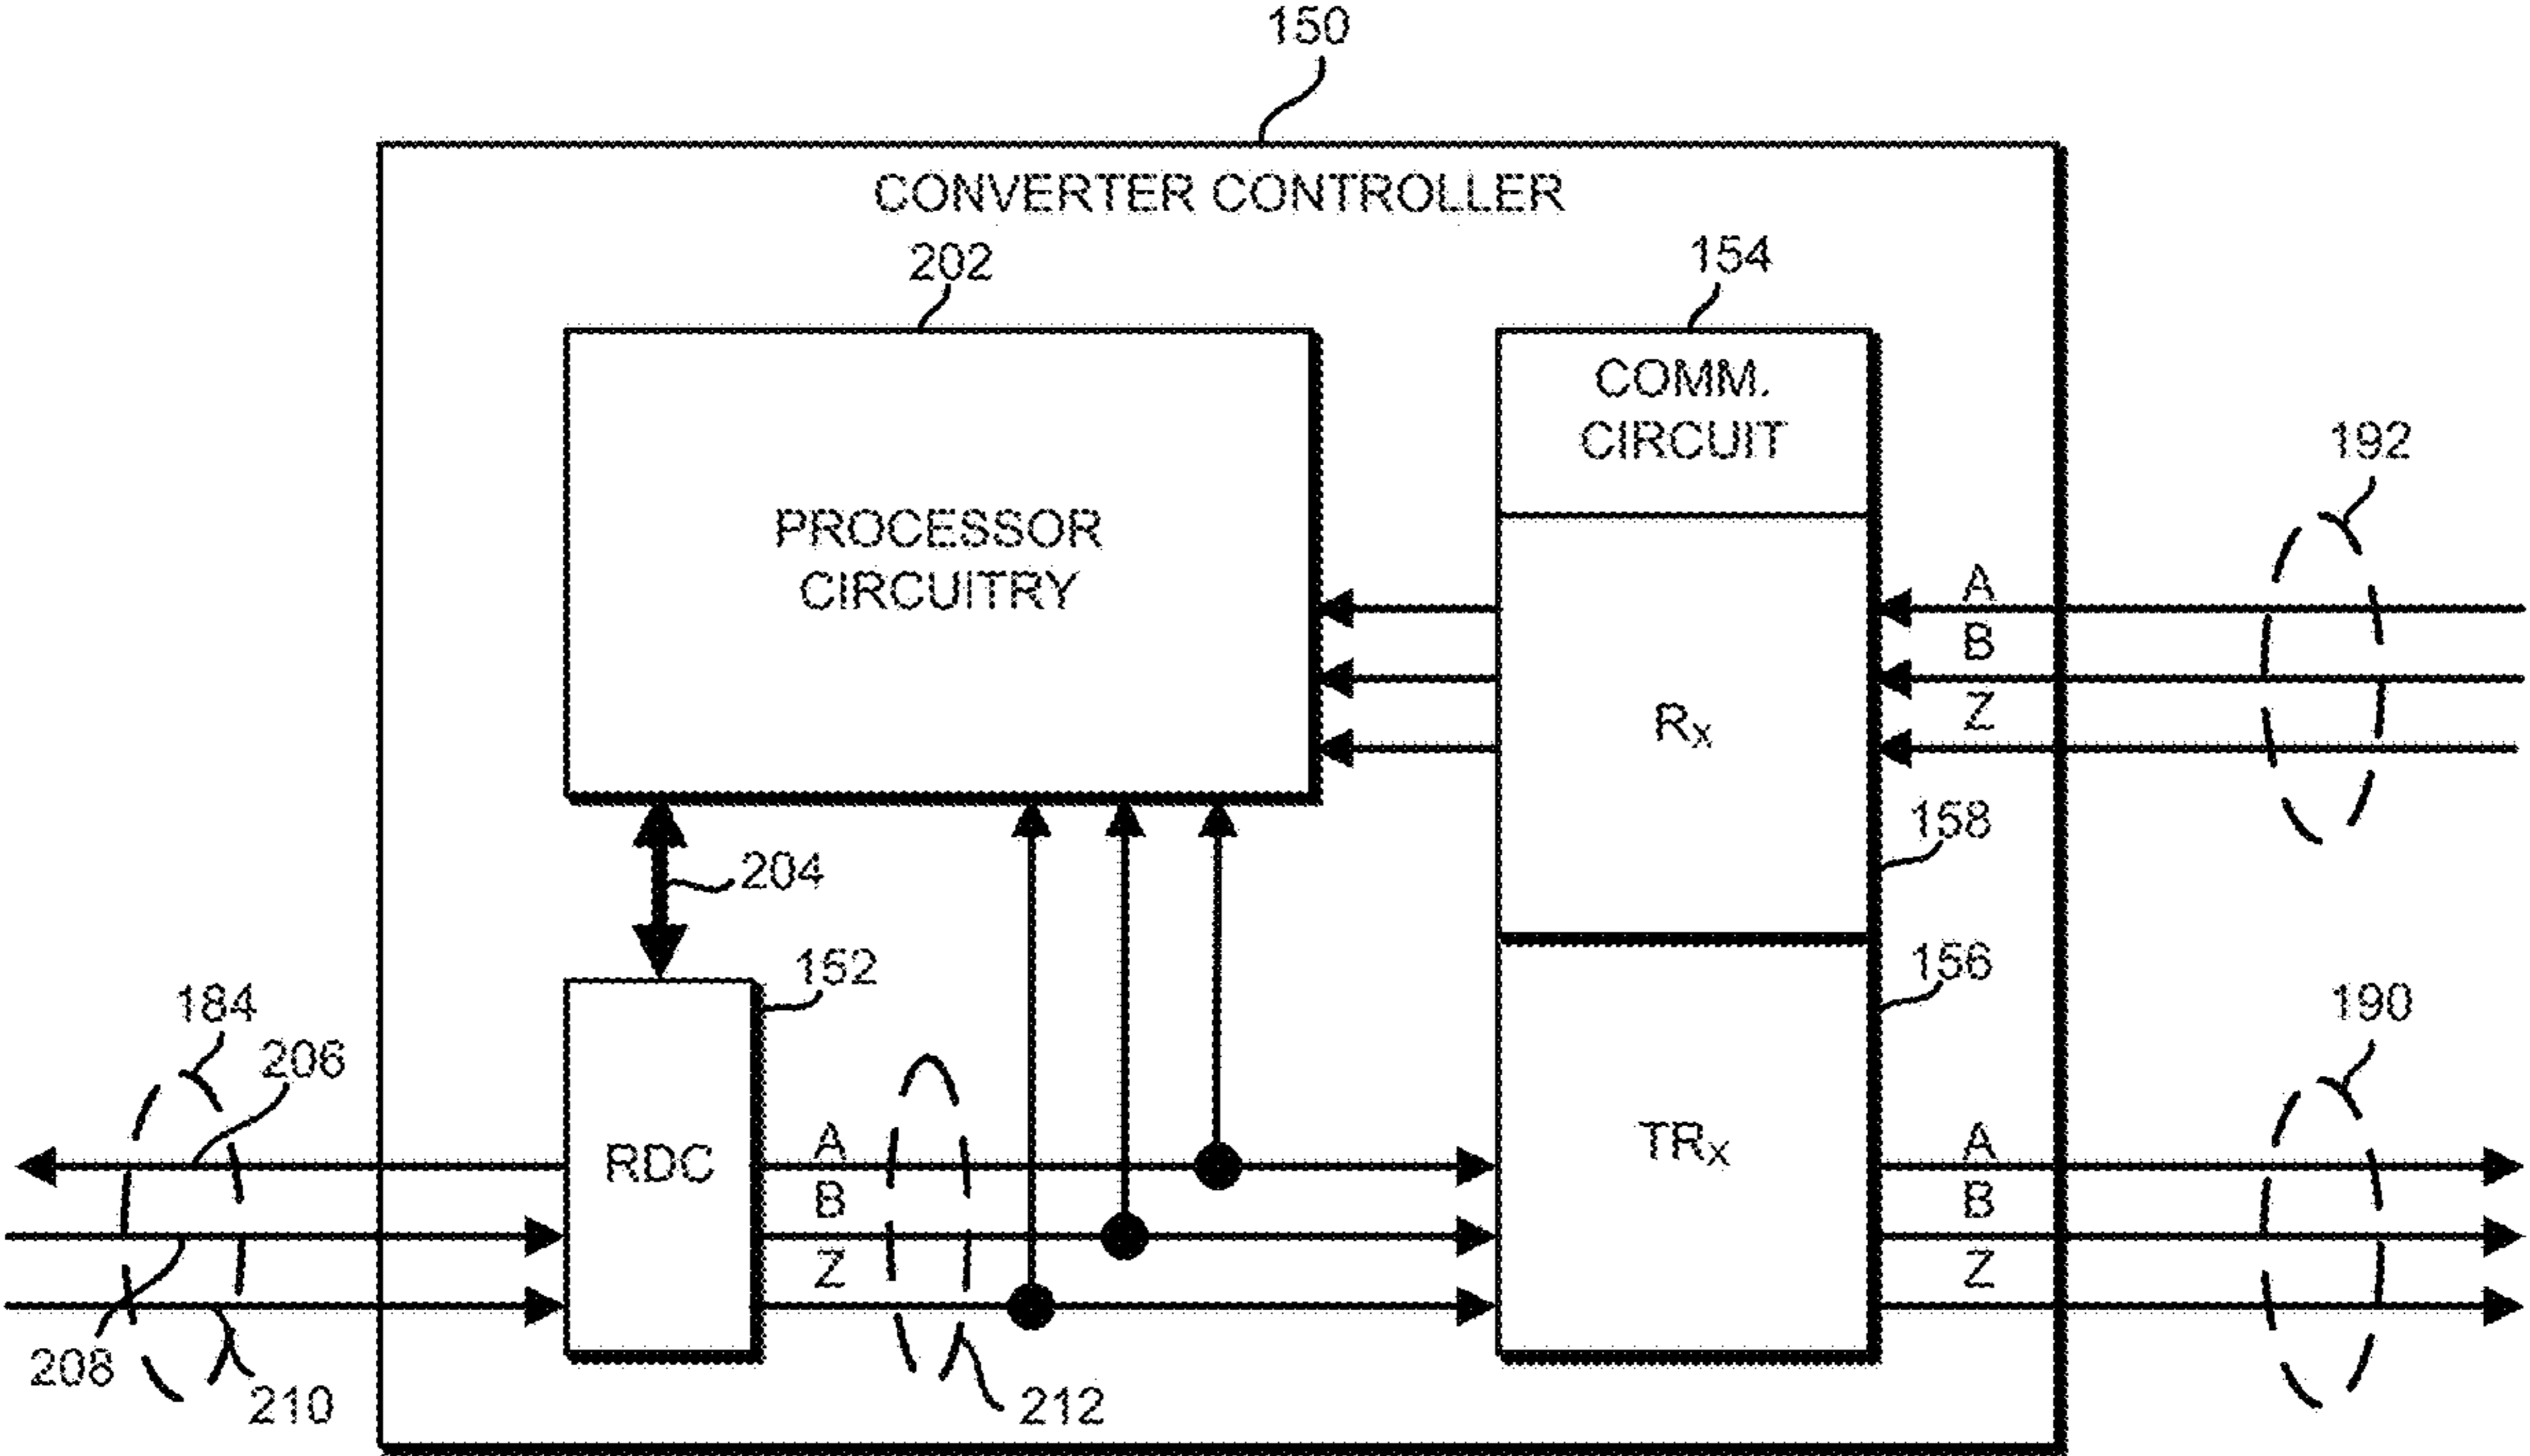 150
CONVERTER CONTROLLER
202
154
COMM.
CIRCUIT
192
PROCESSOR
CIRCUITRY
A
B
Z
Rx
158
204
152
156
184
206
190
RDC
A
B
Z
TRx
A
B
Z
208
210
212